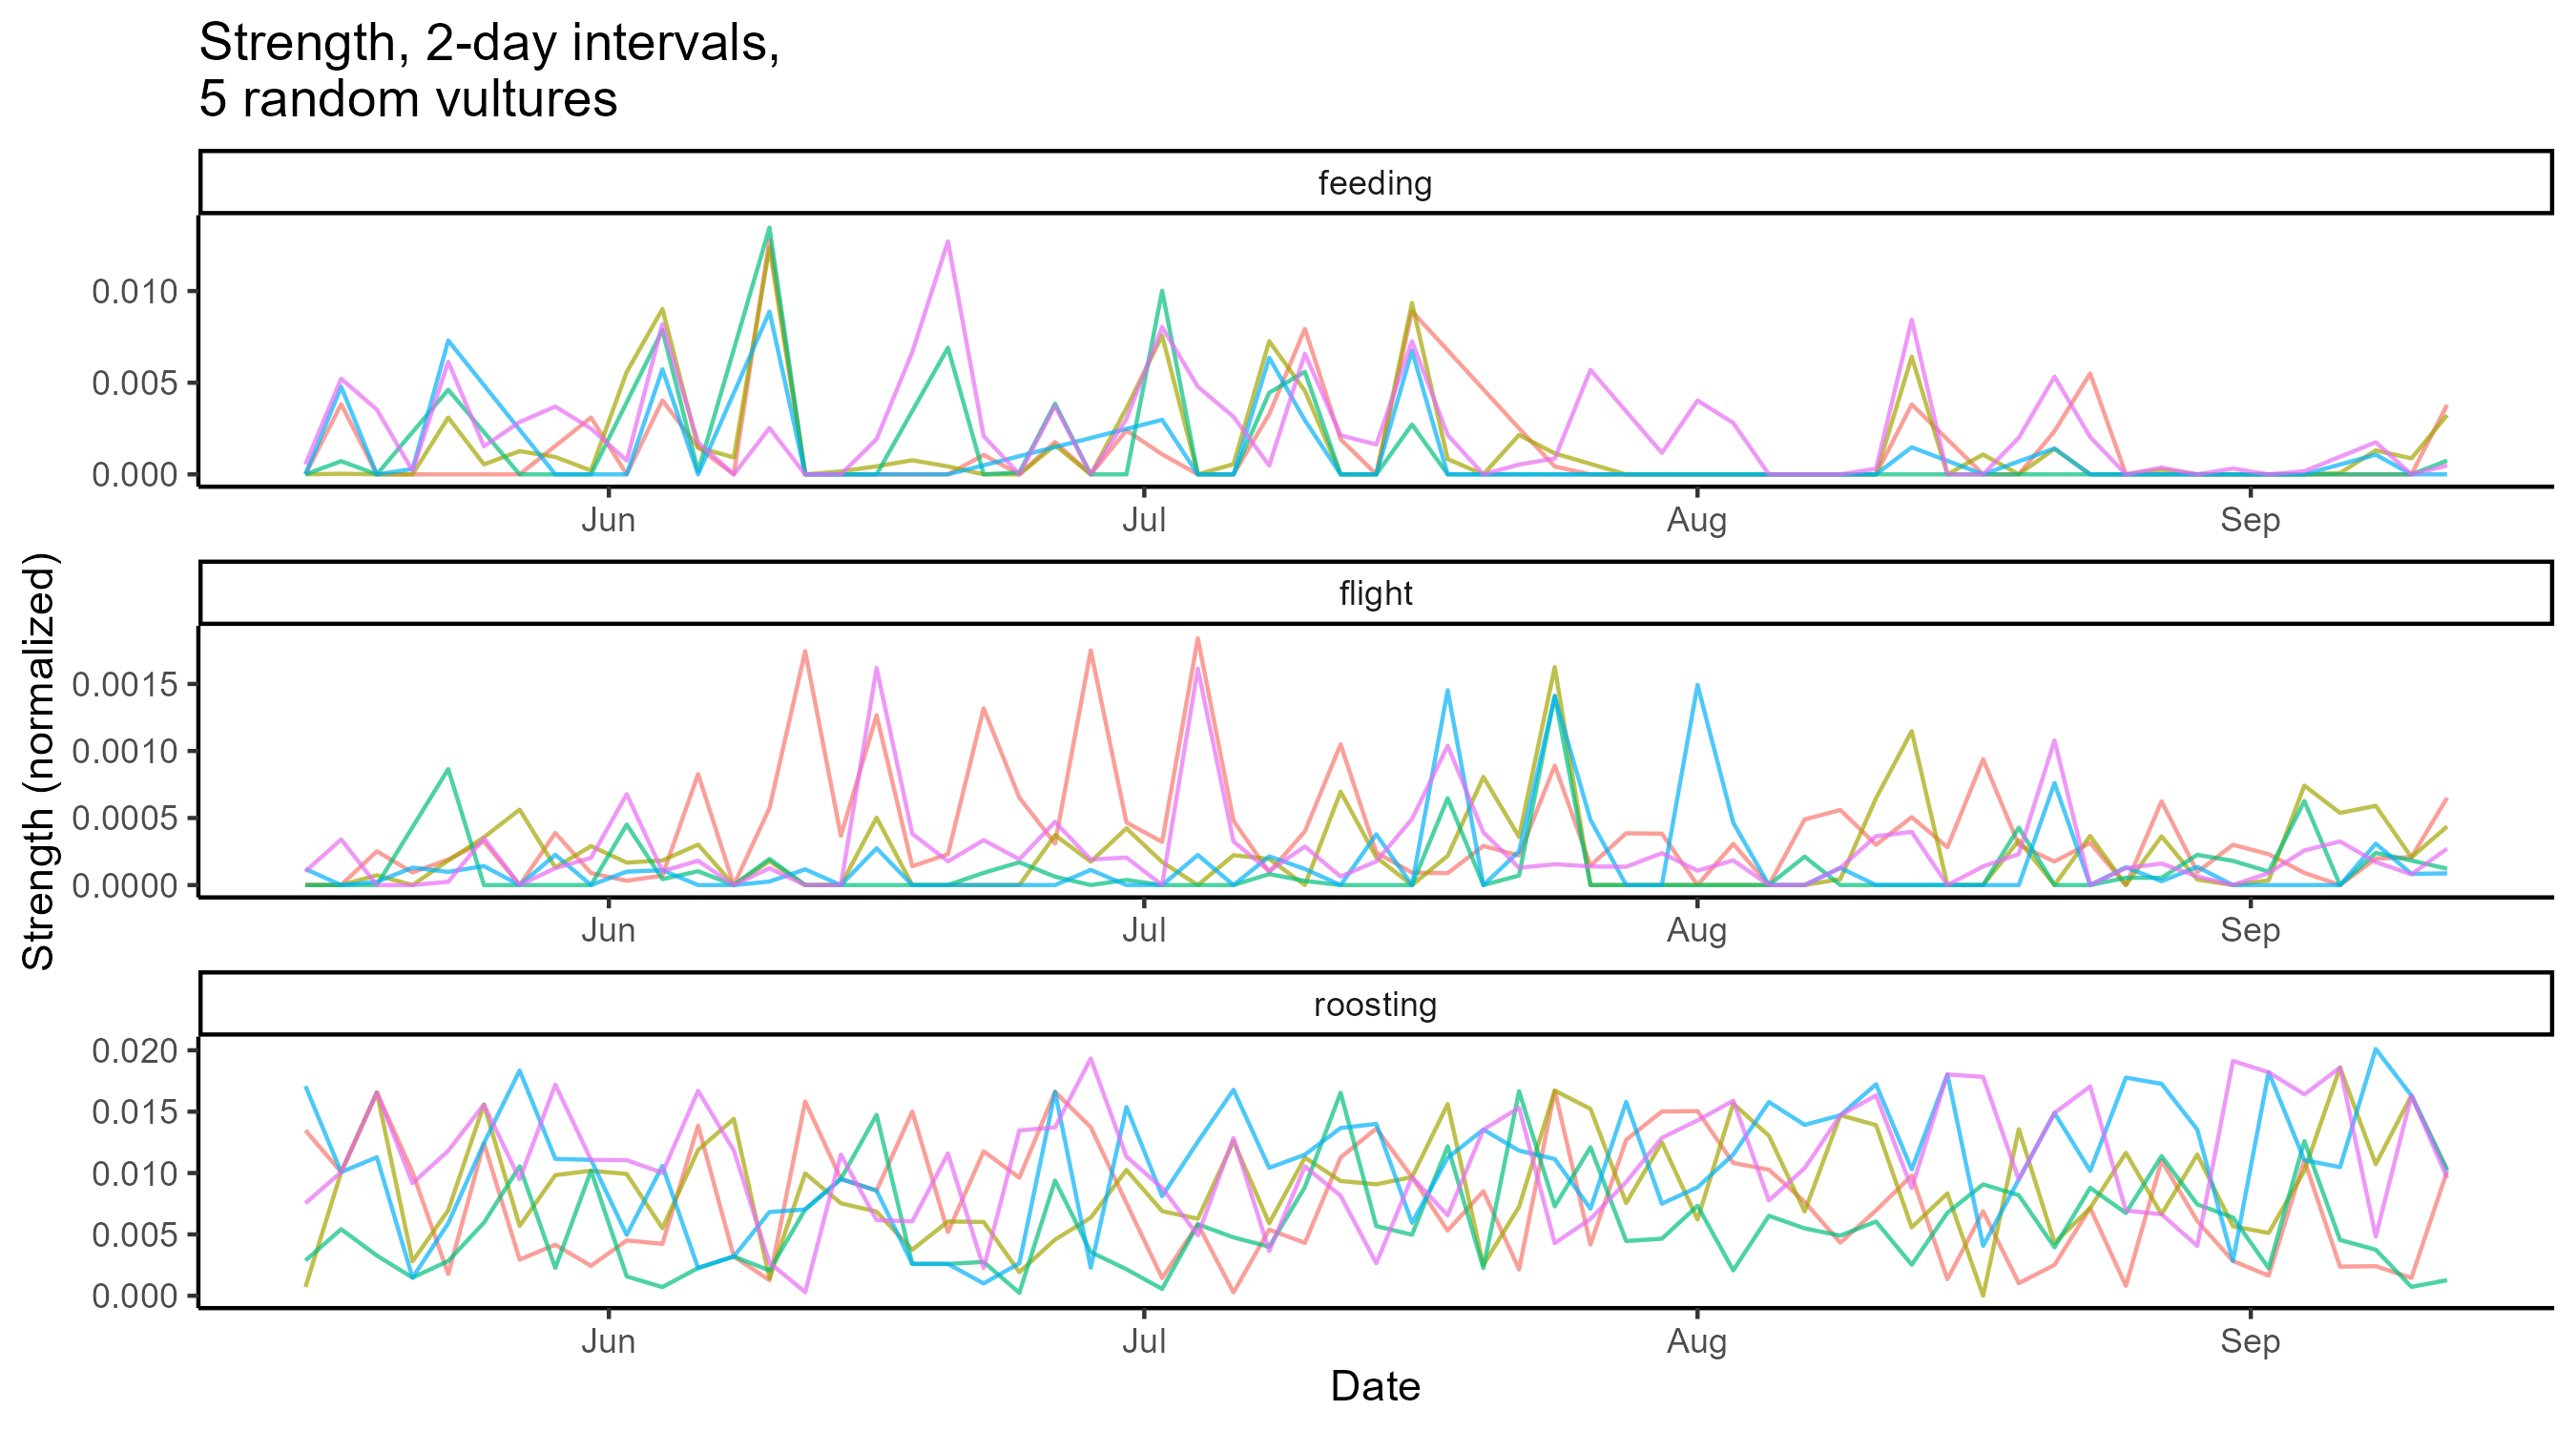 Strength, 2-day intervals,
5 random vultures
feeding
0.010
0.005
0.000
Jun Jul Aug Sep
Strength (normalized)
flight
0.0015
0.0010
0.0005
0.0000
Jun Jul Aug Sep
roosting
0.020
0.015
0.010
0.005
0.000
Jun Jul Aug Sep
Date